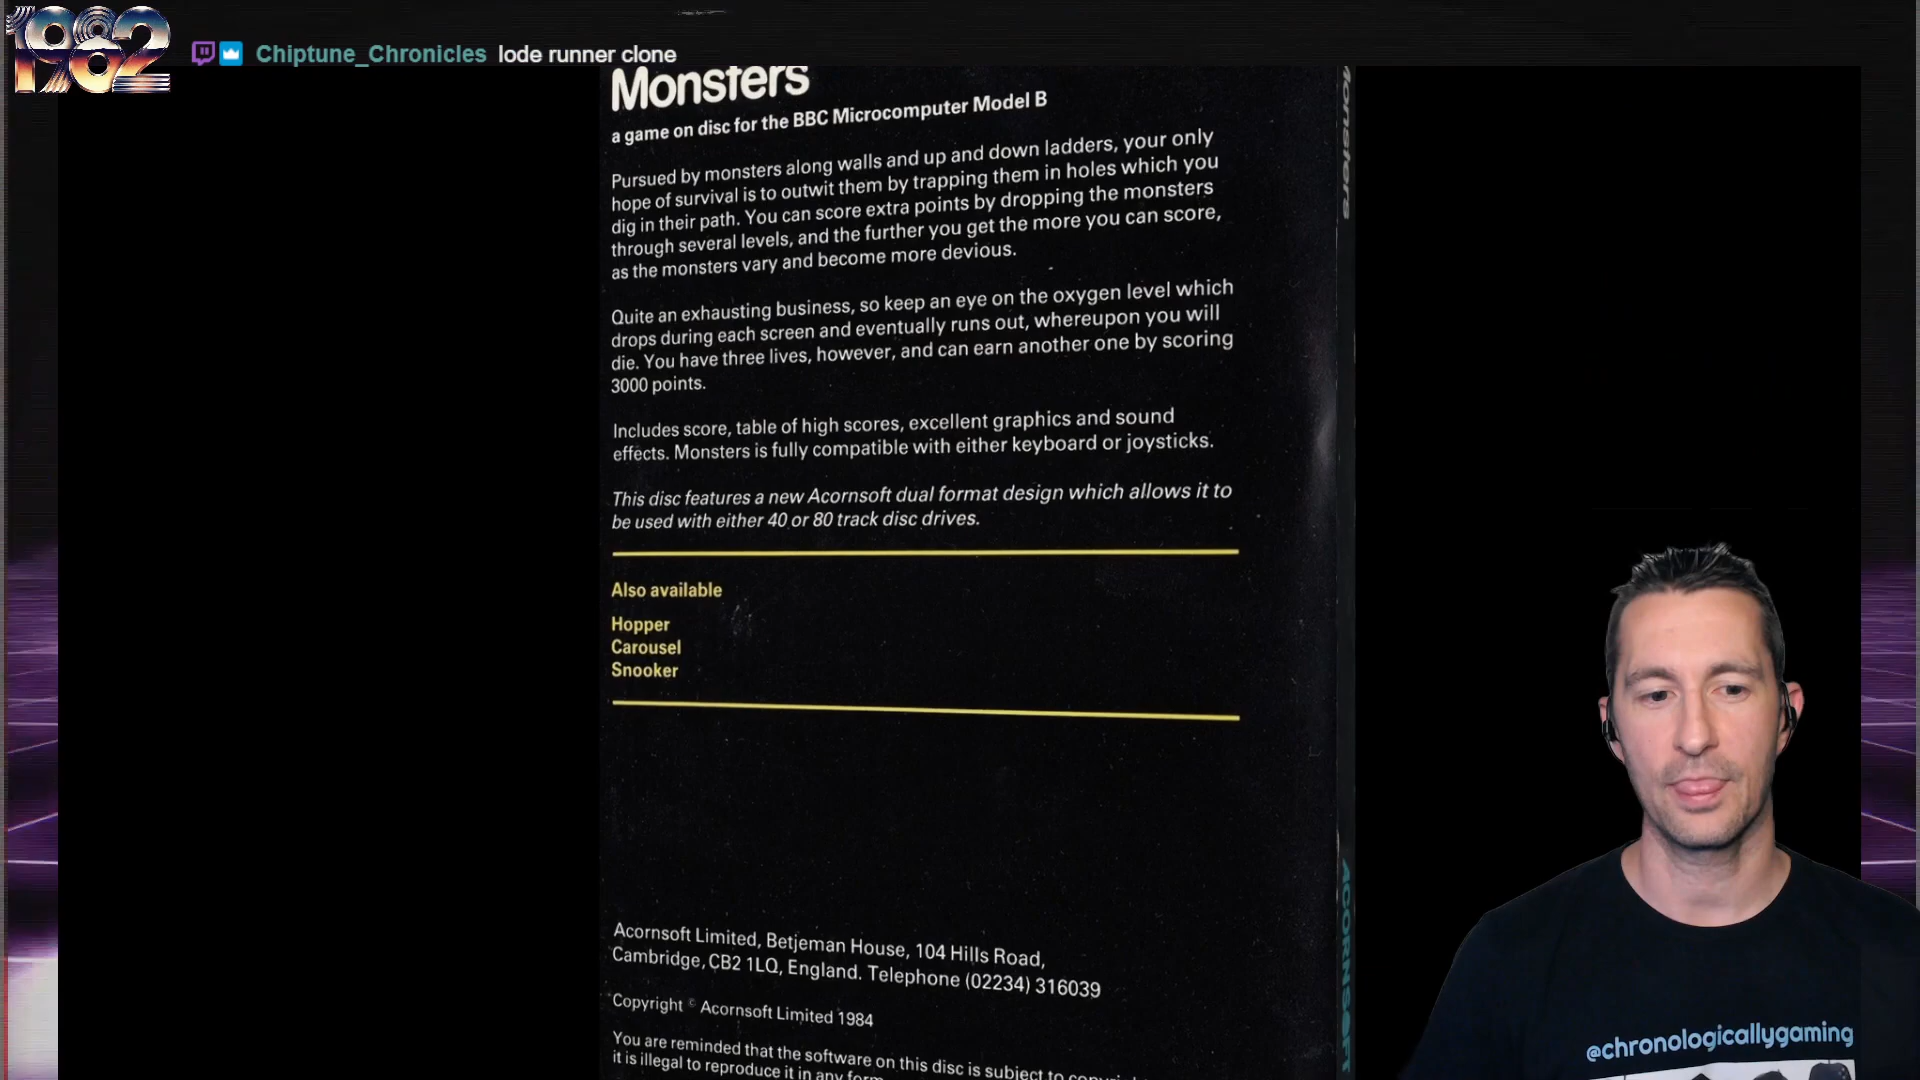 1982
1982
Chiptune_Chronicles lode runner clone
Monsters
a game on disc for the BBC Microcomputer Model B
Pursued by monsters along walls and up and down ladders, your only
hope of survival is to outwit them by trapping them in holes which you
dig in their path. You can score extra points by dropping the monsters
through several levels, and the further you get the more you can score,
as the monsters vary and become more devious.
Quite an exhausting business, so keep an eye on the oxygen level which
drops during each screen and eventually runs out, whereupon you will
die. You have three lives, however, and can earn another one by scoring
3000 points.
Includes score, table of high scores, excellent graphics and sound
effects. Monsters is fully compatible with either keyboard or joysticks.
This disc features a new Acornsoft dual format design which allows it to
be used with either 40 or 80 track disc drives.
Also available
Hopper
Carousel
Snooker
Acornsoft Limited, Betjeman House, 104 Hills Road,
Cambridge, CB2 1LQ, England. Telephone (02234) 316039
Copyright © Acornsoft Limited 1984
You are reminded that the software on this disc is subject to
it is illegal to reproduce it in any form
Monsters
ACORNSOFT
@chronologicallygaming